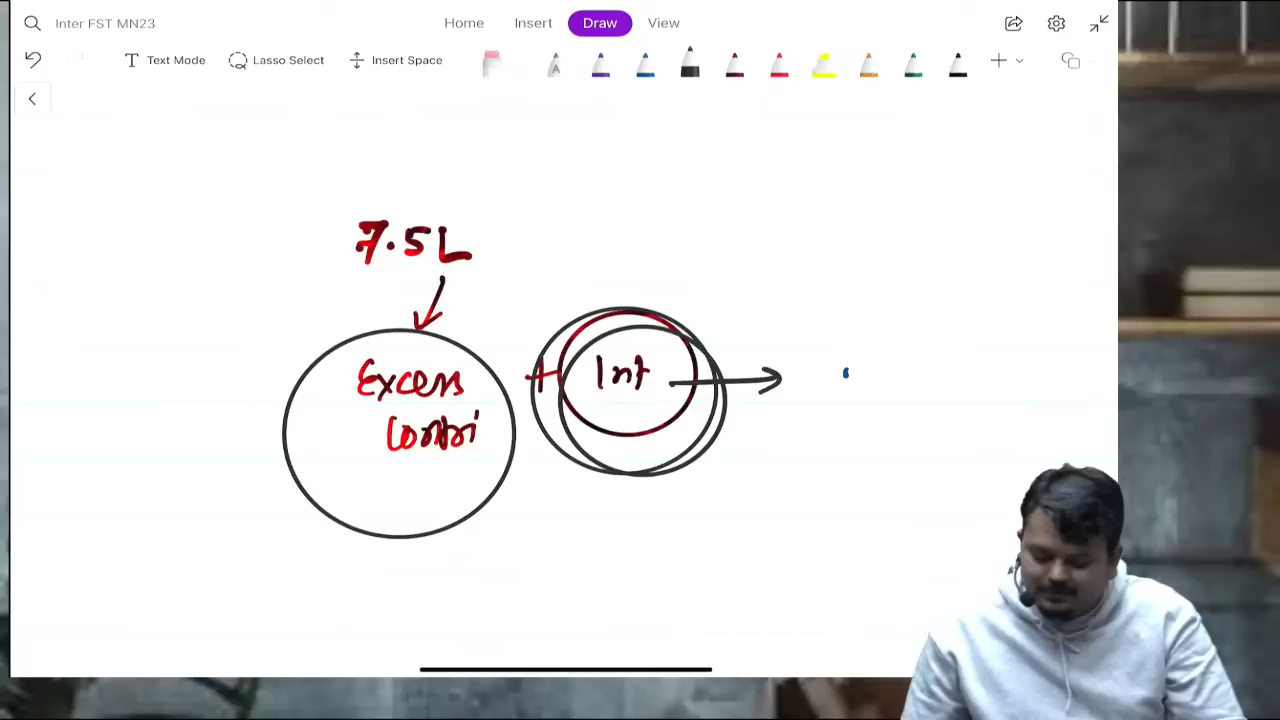 Inter FST MN23
Home Insert Draw View
Text Mode Lasso Select Insert Space
7.5L
Excess + Int
Contri